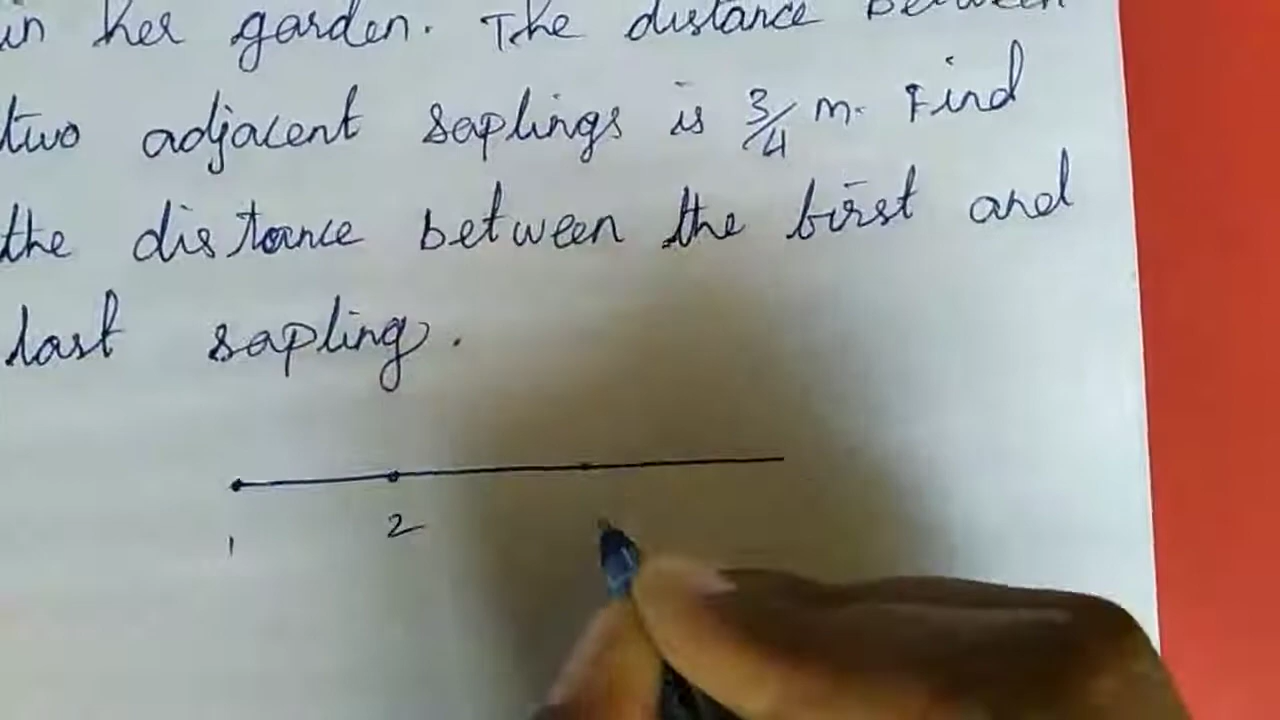 in her garden. The distance between
two adjacent saplings is 3/4 m. Find
the distance between the first and
last sapling.
1 2